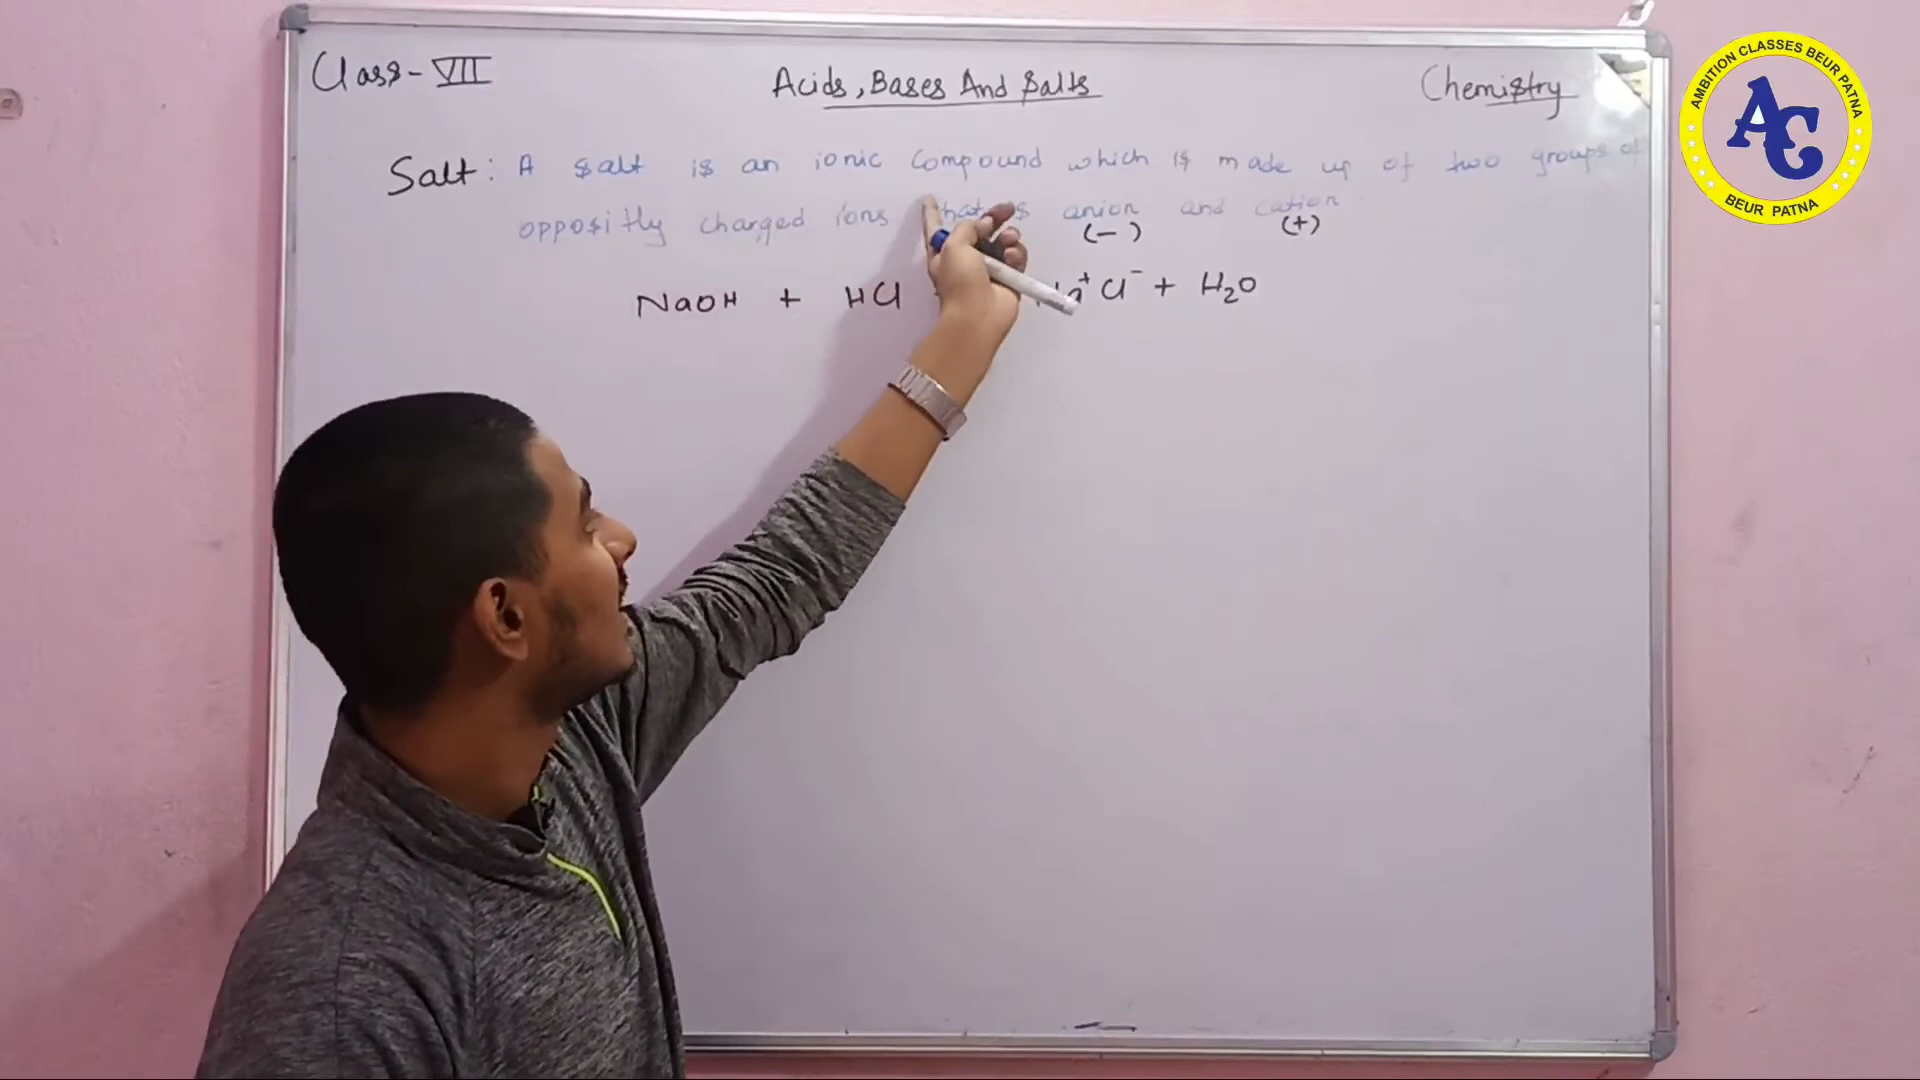 Class-VII
Acids, Bases And Salts
Chemistry
Salt: A salt is an ionic compound which is made up of two groups of
oppositly charged ions that is anion and cation
(-) (+)
NaOH + HCl Na⁺Cl⁻ + H₂O
AMBITION CLASSES BEUR PATNA
AC
BEUR PATNA